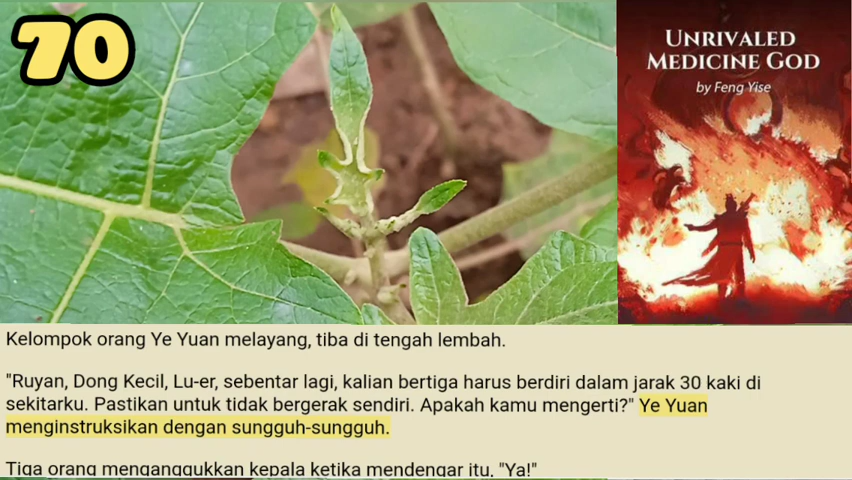 70
UNRIVALED
MEDICINE GOD
by Feng Yise
Kelompok orang Ye Yuan melayang, tiba di tengah lembah.
"Ruyan, Dong Kecil, Lu-er, sebentar lagi, kalian bertiga harus berdiri dalam jarak 30 kaki di
sekitarku. Pastikan untuk tidak bergerak sendiri. Apakah kamu mengerti?" Ye Yuan
menginstruksikan dengan sungguh-sungguh.
Tiga orang menganggukkan kepala ketika mendengar itu, "Ya!"